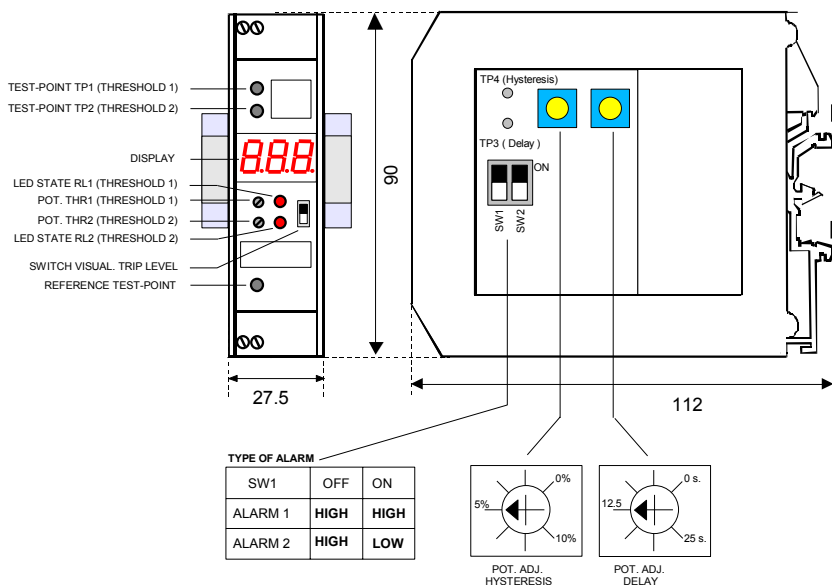 TEST-POINT TP1 (THRESHOLD 1)
TEST-POINT TP2 (THRESHOLD 2)
DISPLAY
8.8.8.
LED STATE RL1 (THRESHOLD 1)
POT. THR1 (THRESHOLD 1)
POT. THR2 (THRESHOLD 2)
LED STATE RL2 (THRESHOLD 2)
SWITCH VISUAL. TRIP LEVEL
REFERENCE TEST-POINT
27.5
90
TP4 (Hysteresis)
TP3 ( Delay )
ON
SW1
SW2
112
TYPE OF ALARM
SW1 OFF ON
ALARM 1 HIGH HIGH
ALARM 2 HIGH LOW
0%
5%
10%
POT. ADJ.
HYSTERESIS
0 s.
12.5
25 s.
POT. ADJ.
DELAY